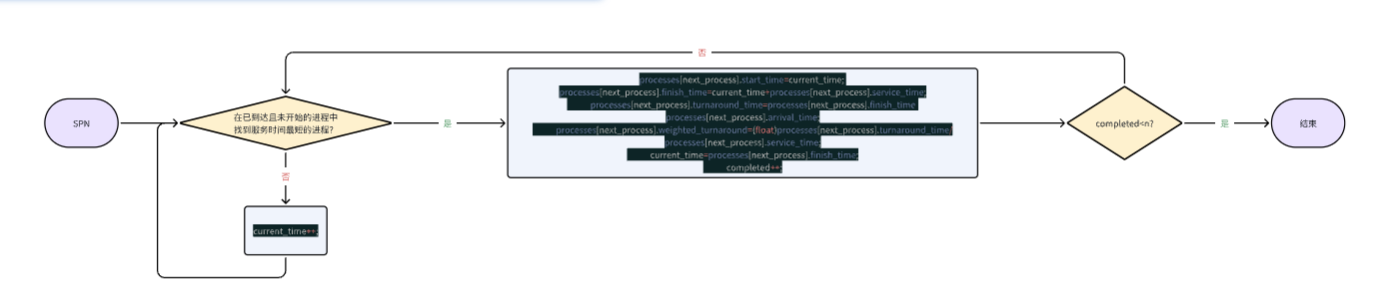 否
SPN
在已到达且未开始的进程中
找到服务时间最短的进程?
是
processes[next_process].start_time=current_time;
processes[next_process].finish_time=current_time+processes[next_process].service_time;
processes[next_process].turnaround_time=processes[next_process].finish_time
processes[next_process].arrival_time;
processes[next_process].weighted_turnaround=(float)processes[next_process].turnaround_time/
processes[next_process].service_time;
current_time=processes[next_process].finish_time;
completed++;
completed<n?
是
结束
否
current_time++;